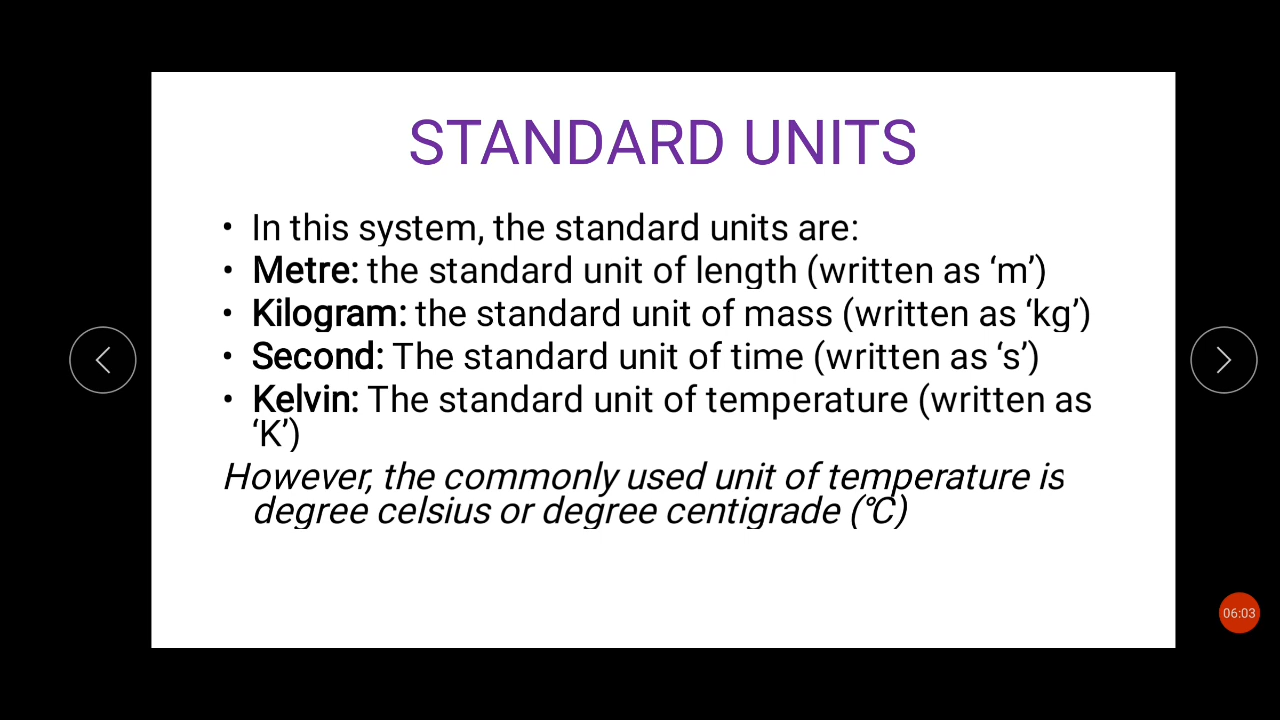 STANDARD UNITS
• In this system, the standard units are:
• Metre: the standard unit of length (written as ‘m’)
• Kilogram: the standard unit of mass (written as ‘kg’)
• Second: The standard unit of time (written as ‘s’)
• Kelvin: The standard unit of temperature (written as
‘K’)
However, the commonly used unit of temperature is
degree celsius or degree centigrade (°C)
06:03